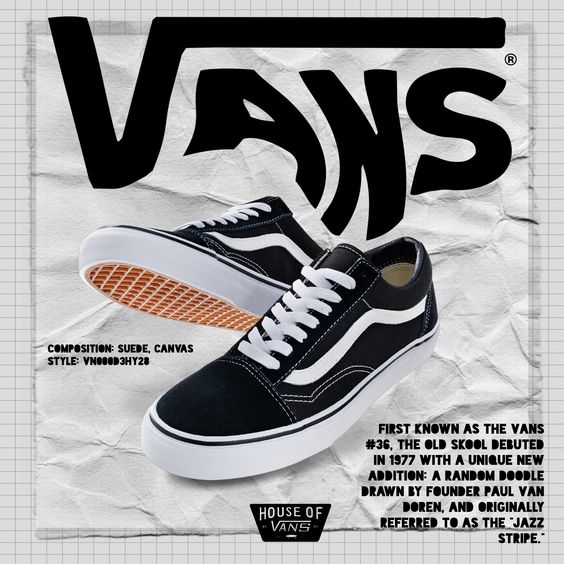 VANS®
COMPOSITION: SUEDE, CANVAS
STYLE: VN000D3HY28
FIRST KNOWN AS THE VANS
#36, THE OLD SKOOL DEBUTED
IN 1977 WITH A UNIQUE NEW
ADDITION: A RANDOM DOODLE
DRAWN BY FOUNDER PAUL VAN
DOREN, AND ORIGINALLY
REFERRED TO AS THE "JAZZ
STRIPE."
HOUSE OF
VANS